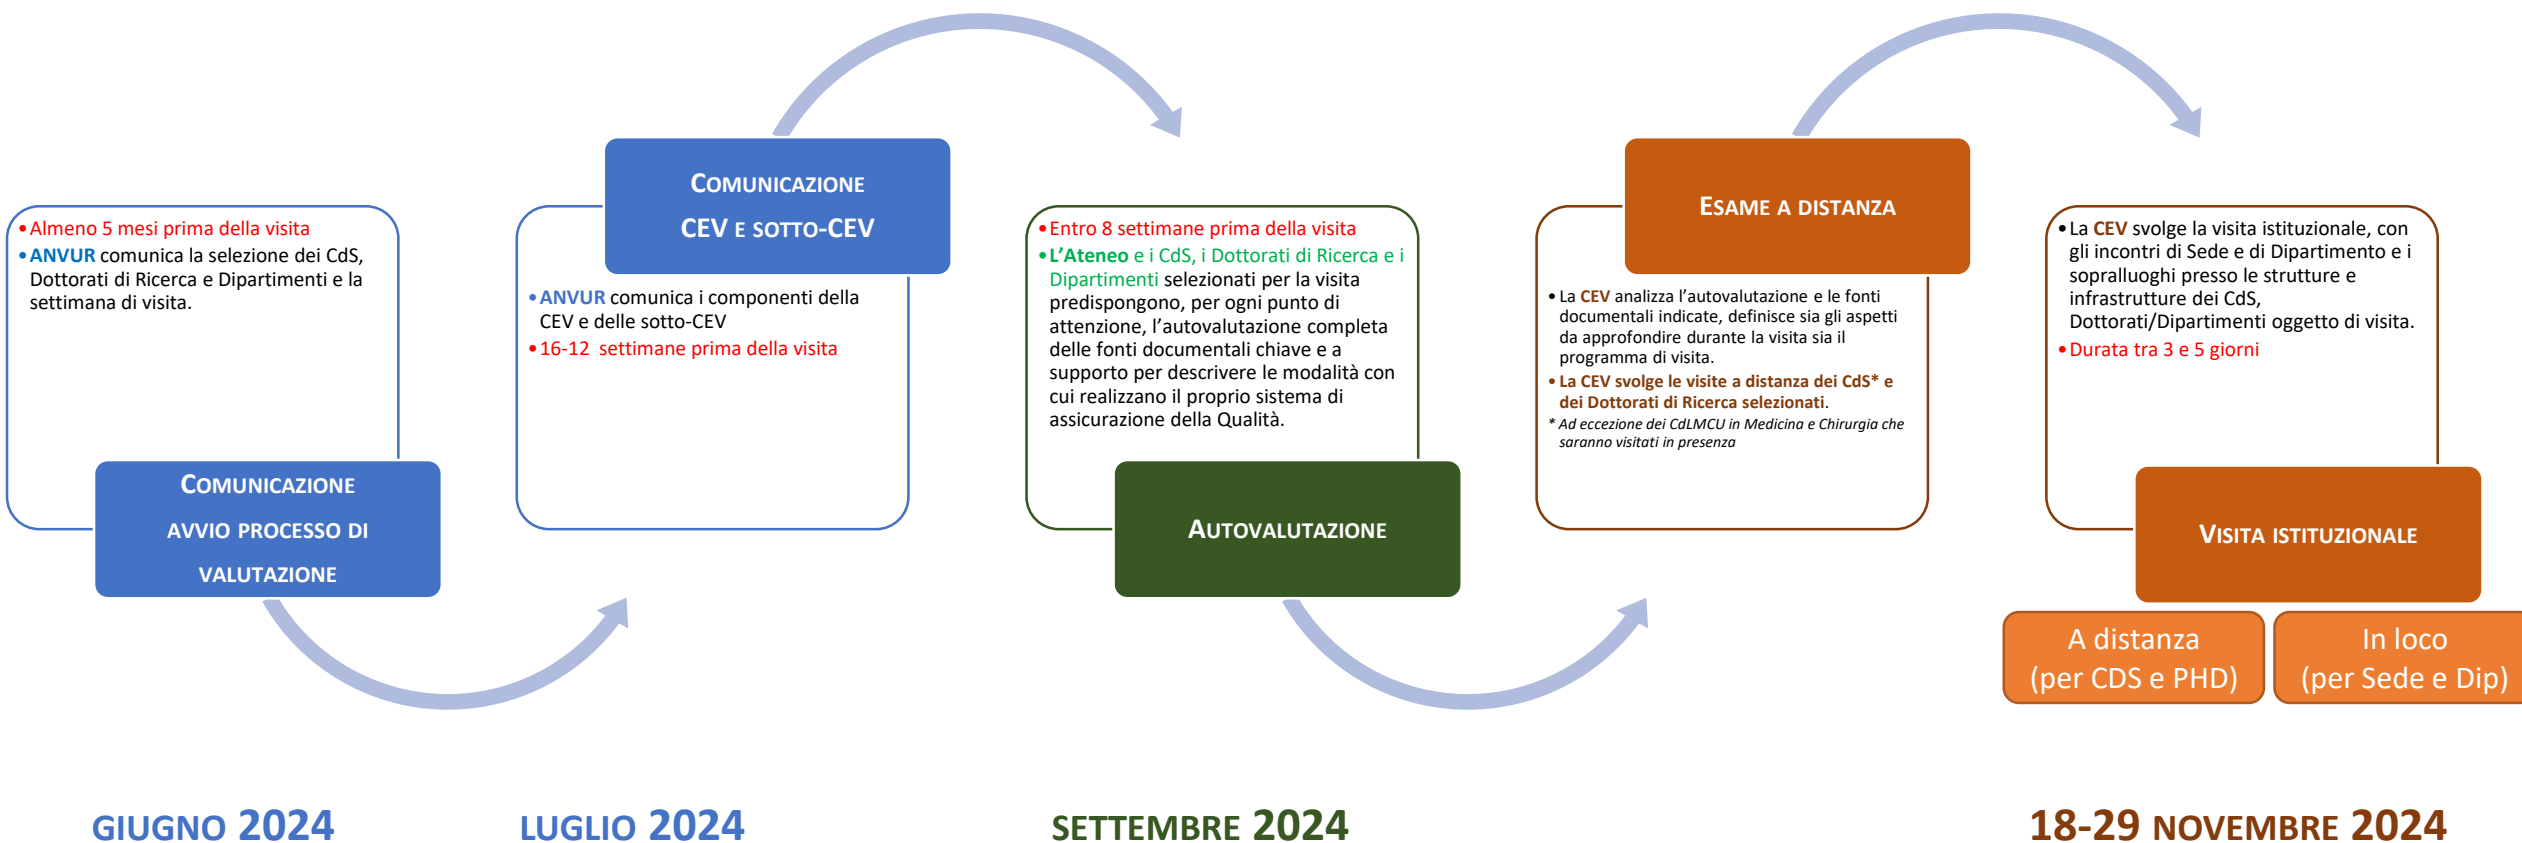 •Almeno 5 mesi prima della visita
•ANVUR comunica la selezione dei CdS,
Dottorati di Ricerca e Dipartimenti e la
settimana di visita.
COMUNICAZIONE
AVVIO PROCESSO DI
VALUTAZIONE
COMUNICAZIONE
CEV E SOTTO-CEV
•ANVUR comunica i componenti della
CEV e delle sotto-CEV
•16-12 settimane prima della visita
•Entro 8 settimane prima della visita
•L’Ateneo e i CdS, i Dottorati di Ricerca e i
Dipartimenti selezionati per la visita
predispongono, per ogni punto di
attenzione, l’autovalutazione completa
delle fonti documentali chiave e a
supporto per descrivere le modalità con
cui realizzano il proprio sistema di
assicurazione della Qualità.
AUTOVALUTAZIONE
ESAME A DISTANZA
•La CEV analizza l’autovalutazione e le fonti
documentali indicate, definisce sia gli aspetti
da approfondire durante la visita sia il
programma di visita.
•La CEV svolge le visite a distanza dei CdS* e
dei Dottorati di Ricerca selezionati.
* Ad eccezione dei CdLMCU in Medicina e Chirurgia che
saranno visitati in presenza
•La CEV svolge la visita istituzionale, con
gli incontri di Sede e di Dipartimento e i
sopralluoghi presso le strutture e
infrastrutture dei CdS,
Dottorati/Dipartimenti oggetto di visita.
•Durata tra 3 e 5 giorni
VISITA ISTITUZIONALE
A distanza
(per CDS e PHD)
In loco
(per Sede e Dip)
GIUGNO 2024
LUGLIO 2024
SETTEMBRE 2024
18-29 NOVEMBRE 2024